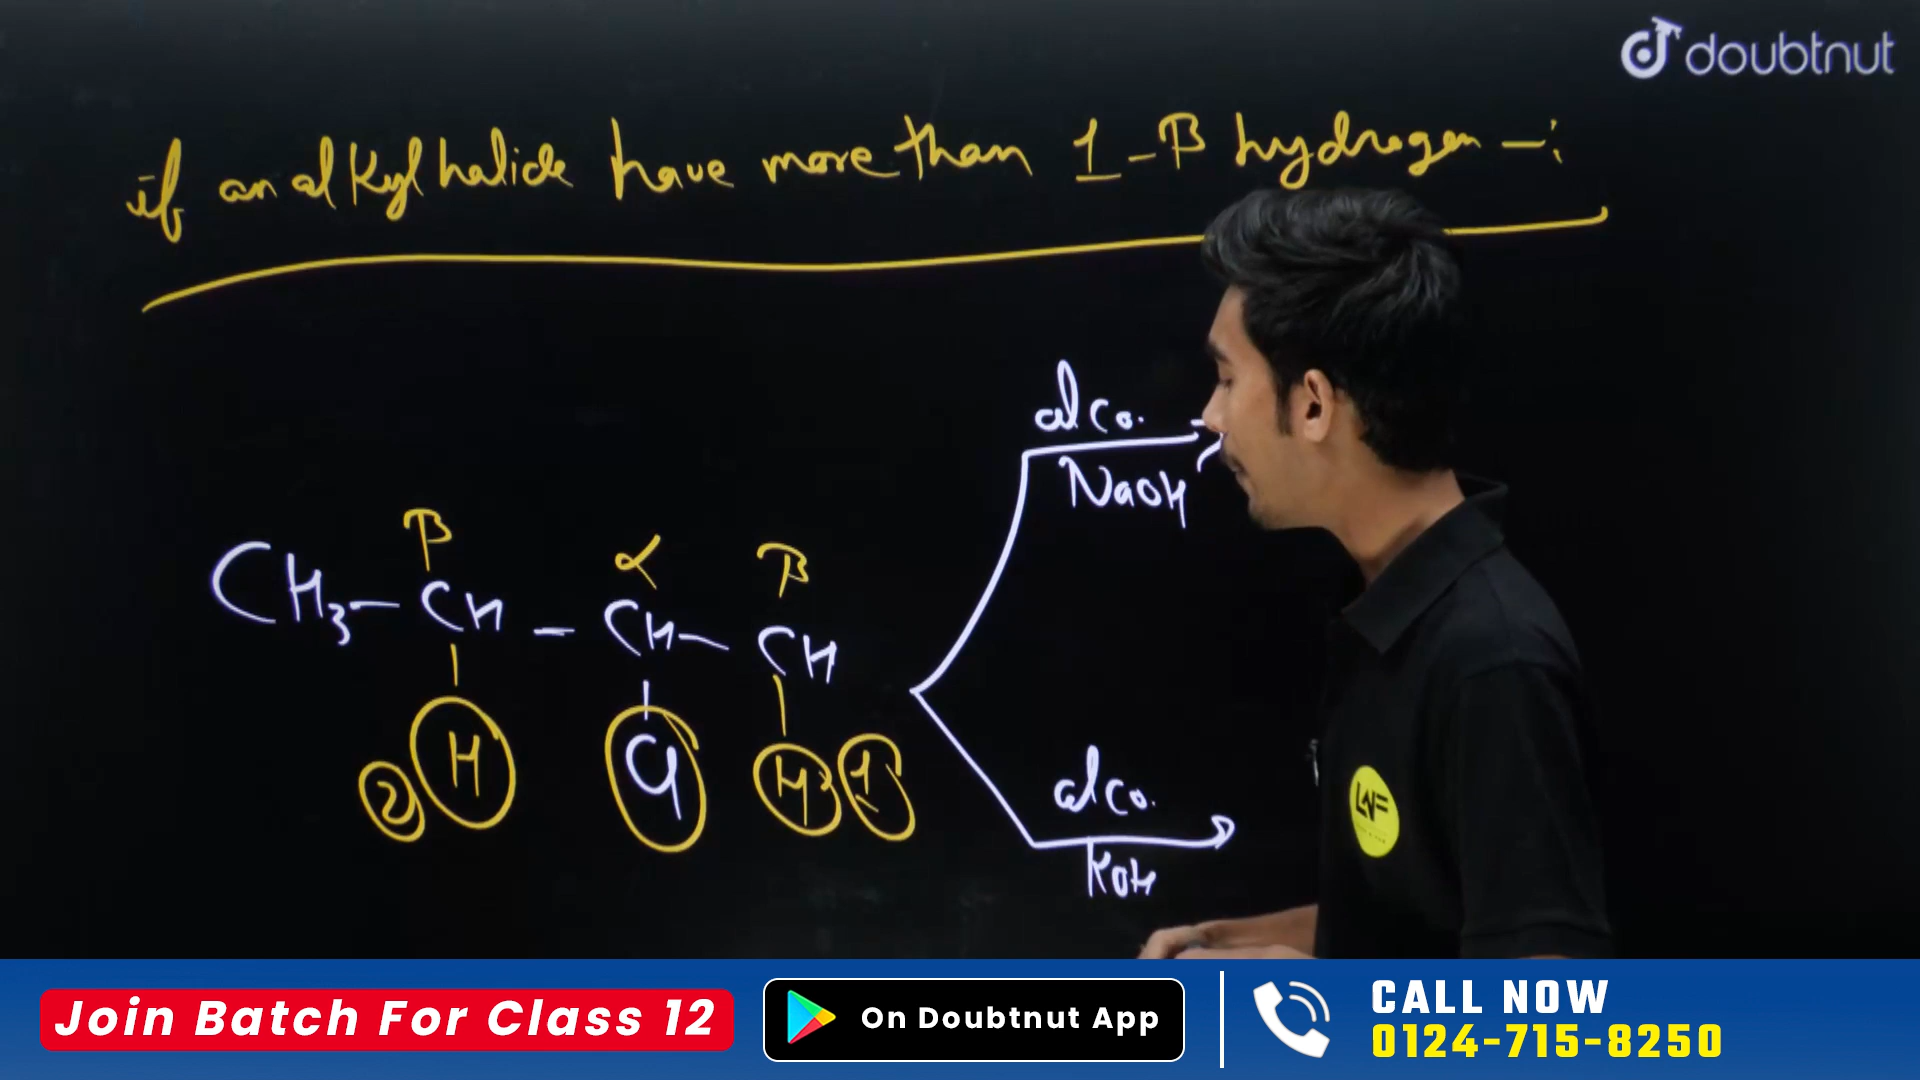 doubtnut
if an alkyl halide have more than 1-β hydrogen -:
alco.
NaOH
β α β
CH3 - CH - CH - CH
H Cl H 1
2
alco.
KOH
LNF
Join Batch For Class 12
On Doubtnut App
CALL NOW
0124-715-8250